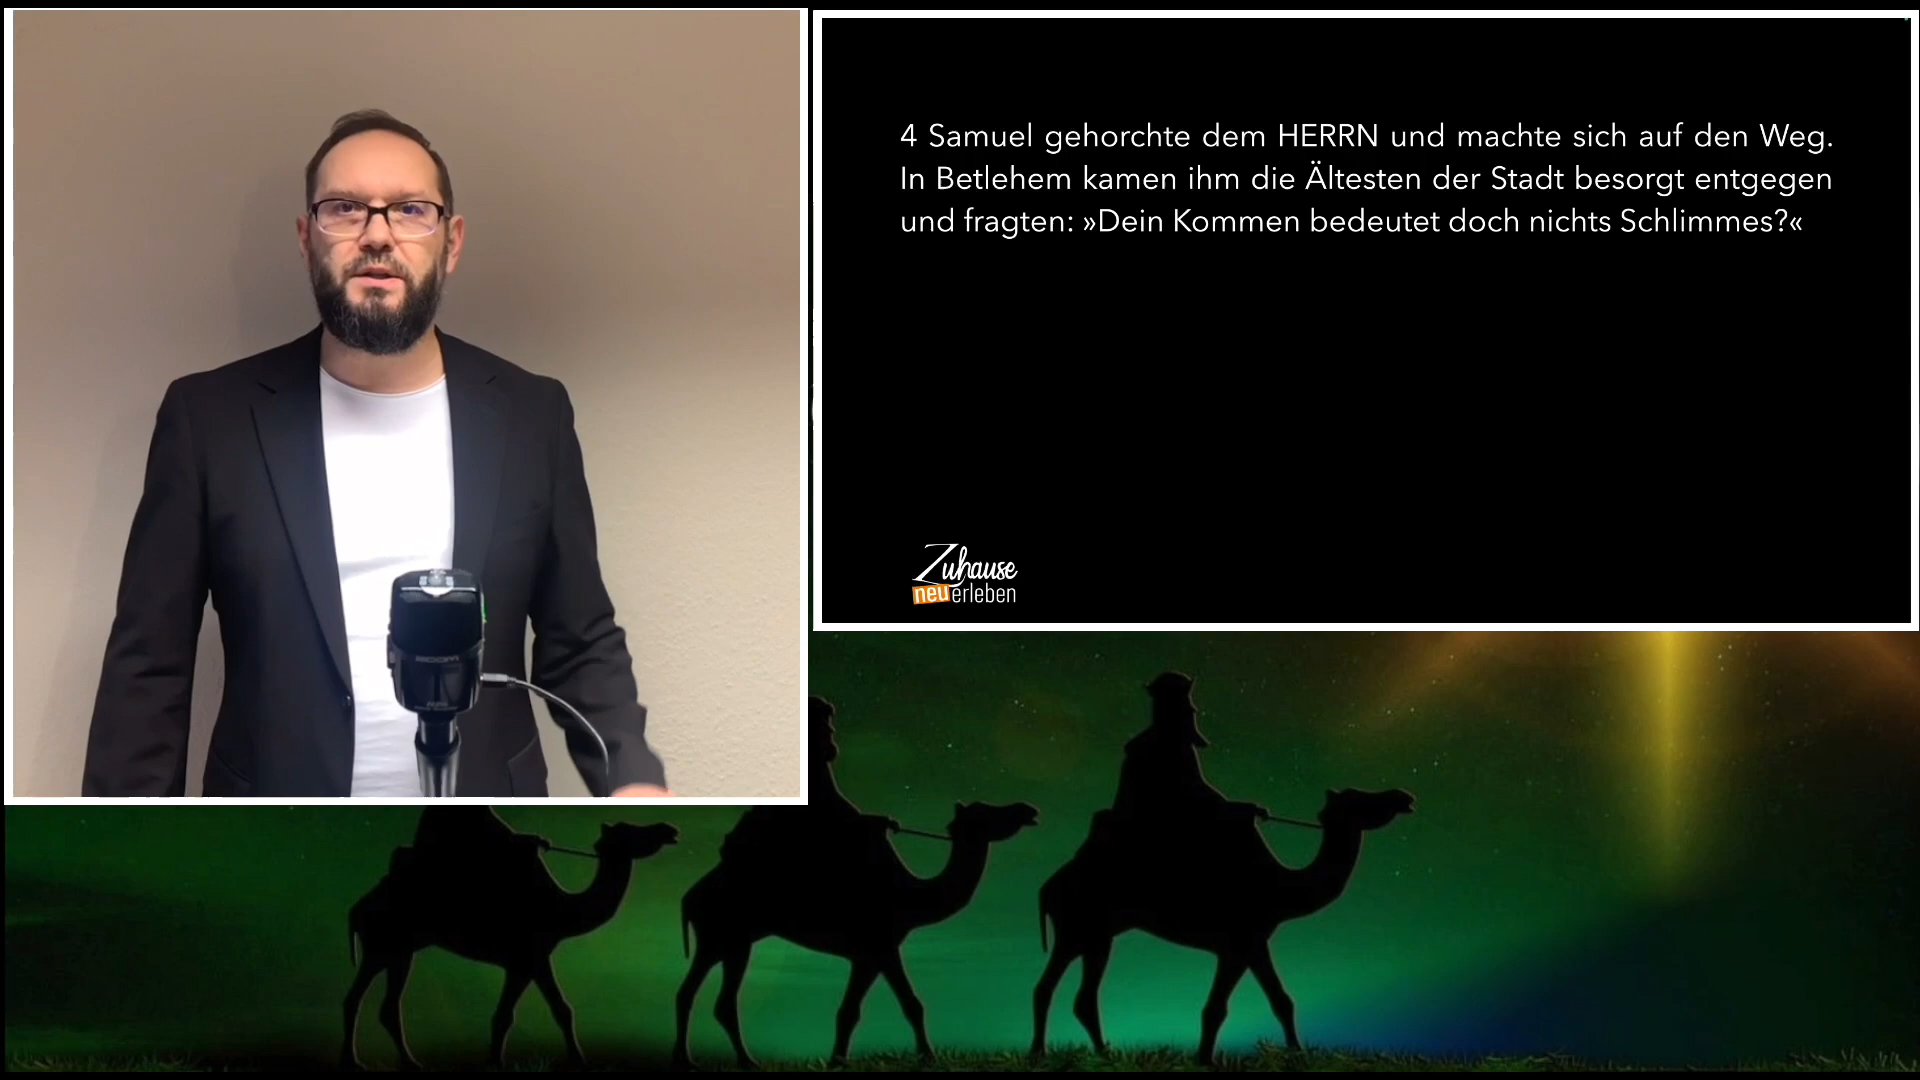 4 Samuel gehorchte dem HERRN und machte sich auf den Weg.
In Betlehem kamen ihm die Ältesten der Stadt besorgt entgegen
und fragten: »Dein Kommen bedeutet doch nichts Schlimmes?«
Zuhause
neu erleben
zoom